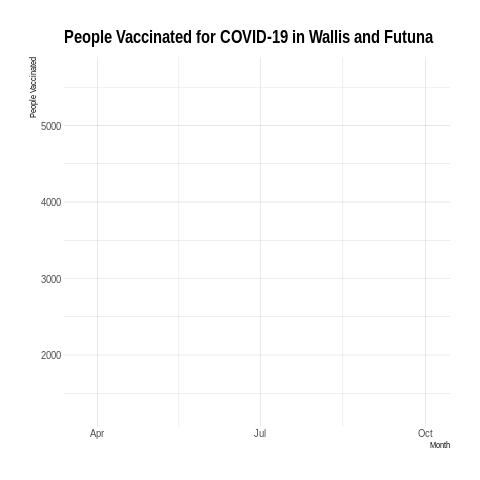 People Vaccinated for COVID-19 in Wallis and Futuna
People Vaccinated
5000
4000
3000
2000
Apr
Jul
Oct
Month